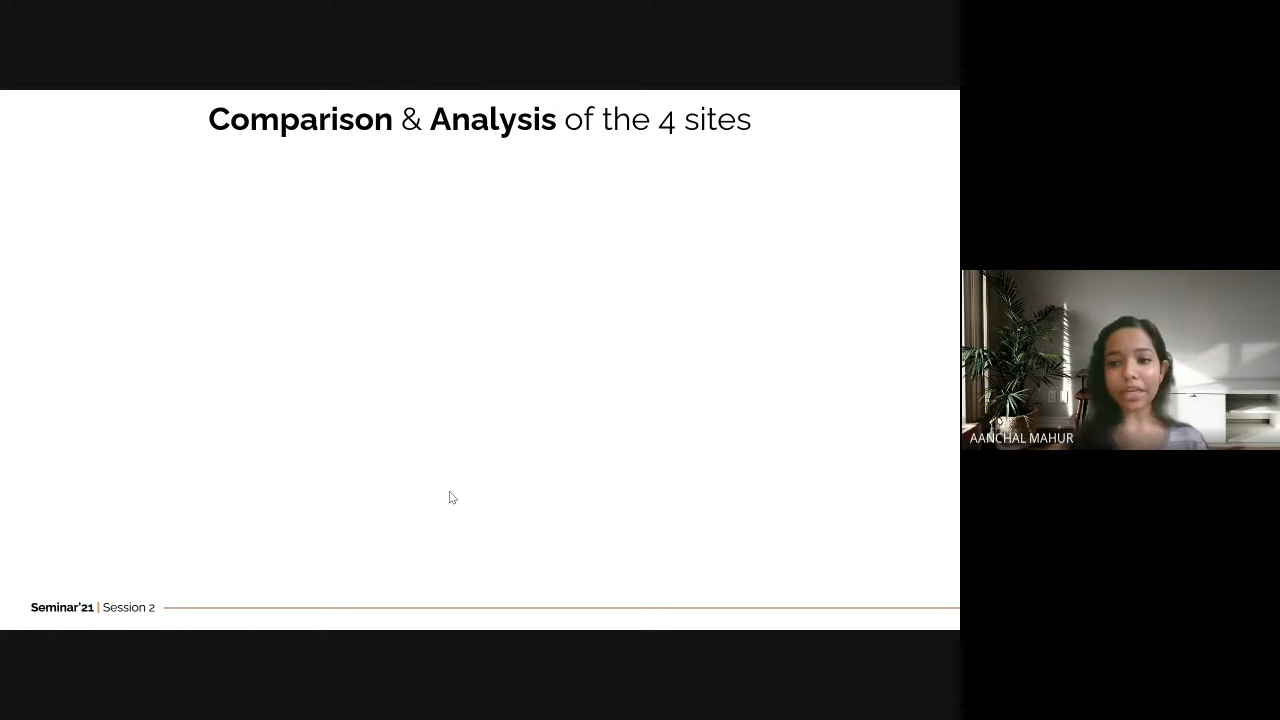 Comparison & Analysis of the 4 sites
AANCHAL MAHUR
Seminar'21 | Session 2